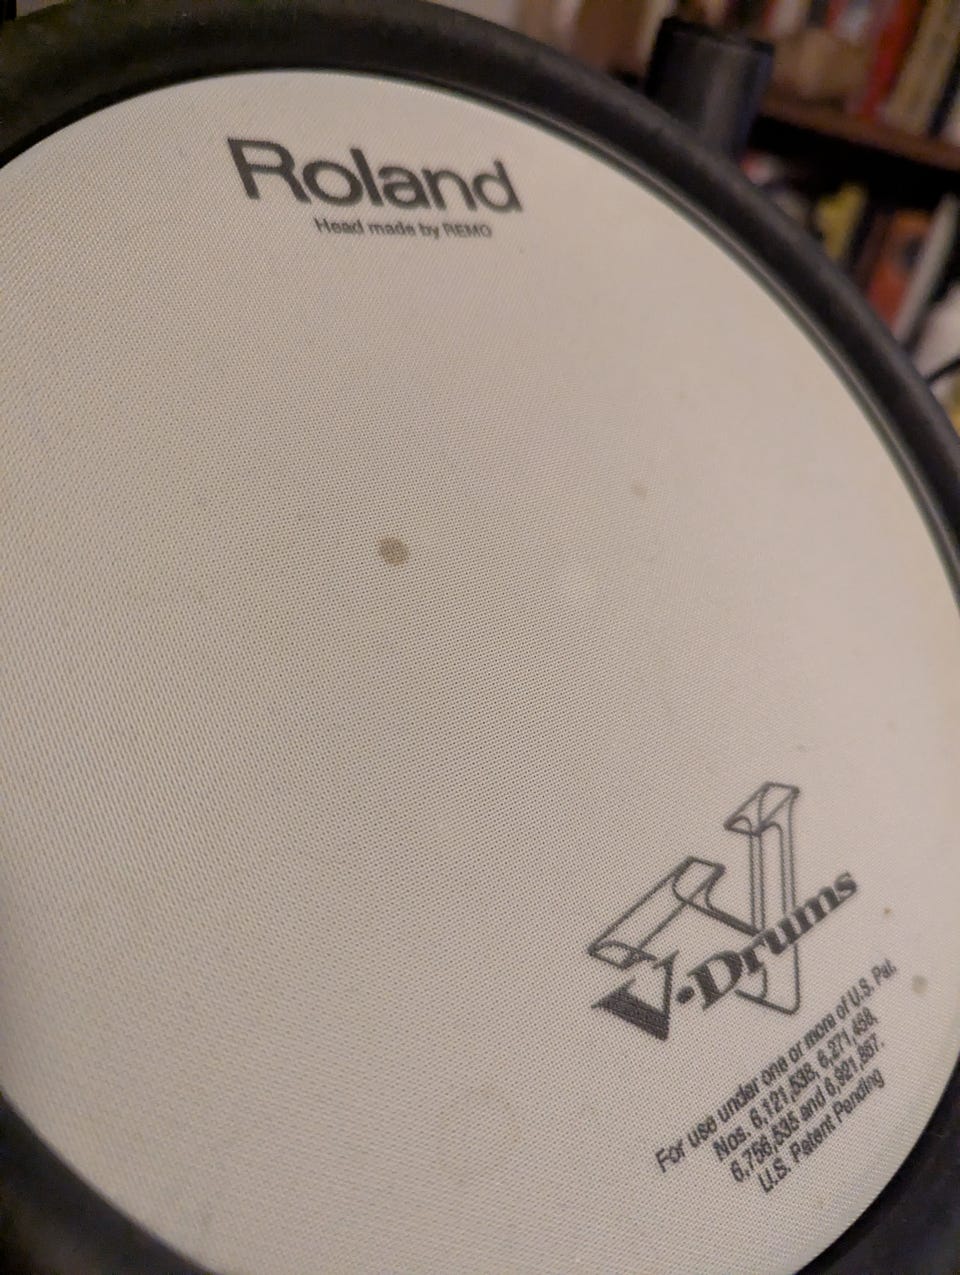 Roland
Head made by REMO
V-Drums
For use under one or more of U.S. Pat.
Nos. 6,121,538, 6,271,458,
6,756,535 and 6,921,857.
U.S. Patent Pending